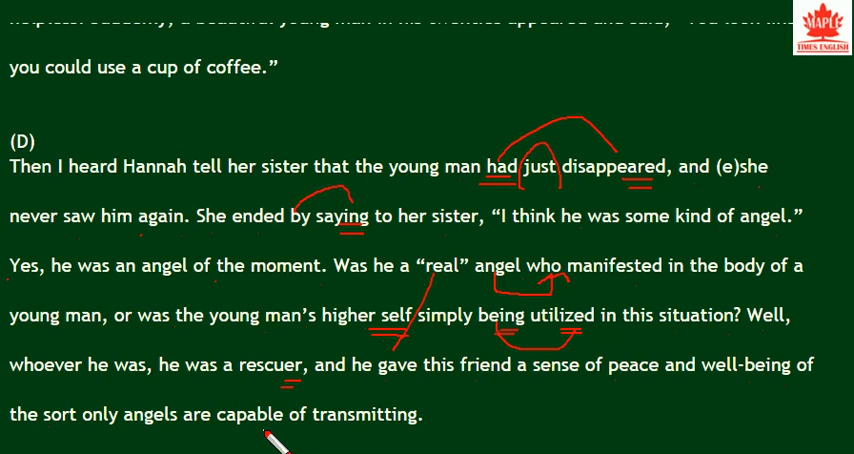 MAPLE
TIMES ENGLISH
you could use a cup of coffee.”
(D)
Then I heard Hannah tell her sister that the young man had just disappeared, and (e)she
never saw him again. She ended by saying to her sister, “I think he was some kind of angel.”
Yes, he was an angel of the moment. Was he a “real” angel who manifested in the body of a
young man, or was the young man’s higher self simply being utilized in this situation? Well,
whoever he was, he was a rescuer, and he gave this friend a sense of peace and well-being of
the sort only angels are capable of transmitting.